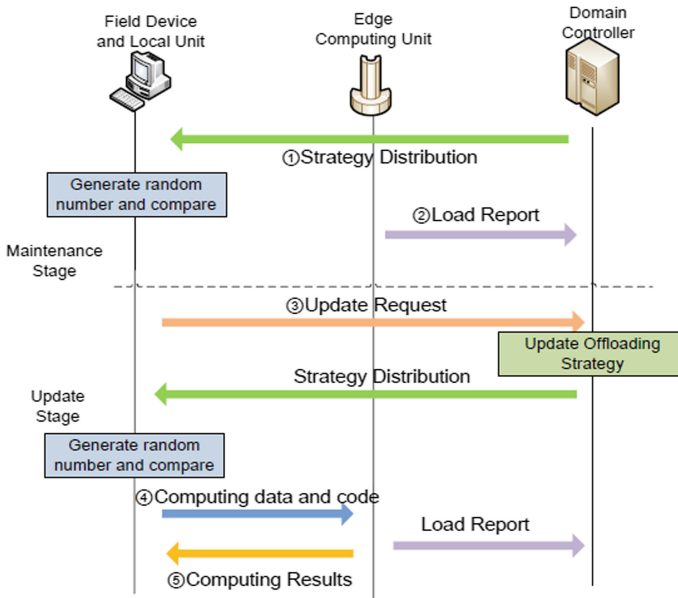 Field Device
and Local Unit
Edge
Computing Unit
Domain
Controller
①Strategy Distribution
Generate random
number and compare
②Load Report
Maintenance
Stage
③Update Request
Update Offloading
Strategy
Strategy Distribution
Update
Stage
Generate random
number and compare
④Computing data and code
Load Report
⑤Computing Results